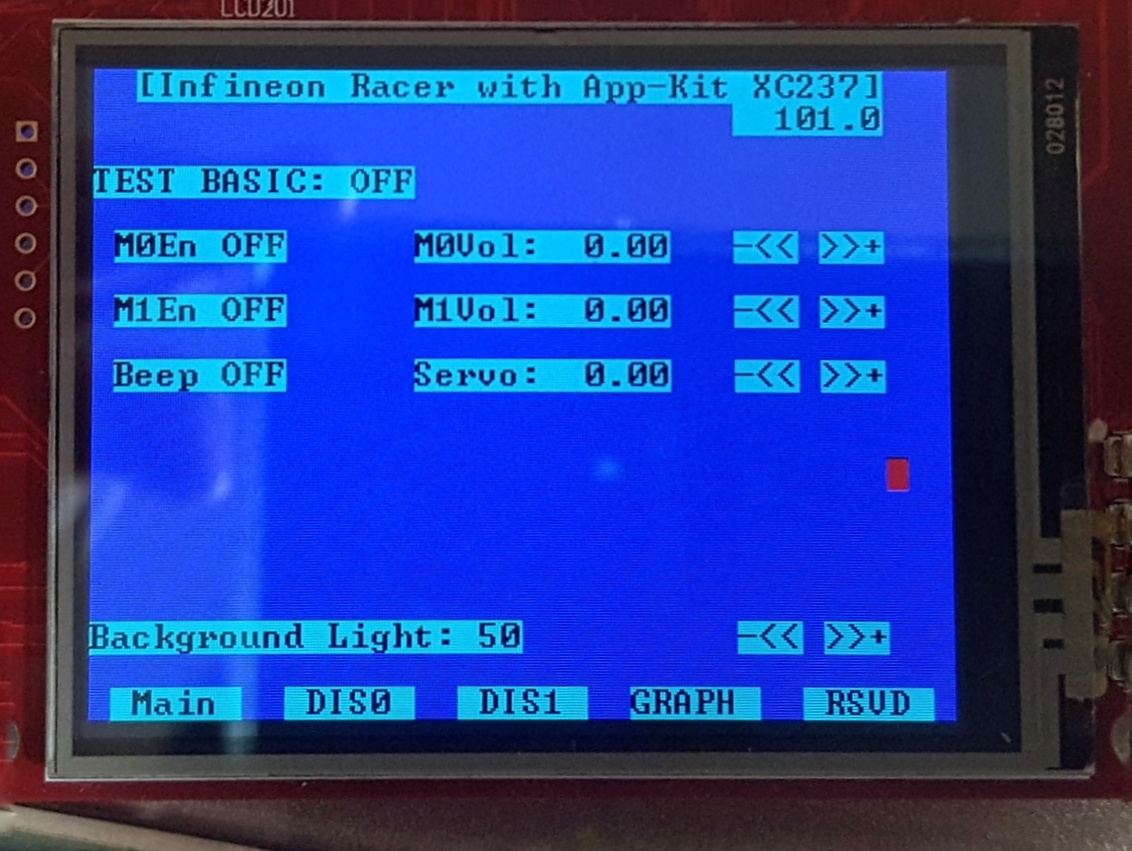 LCD201
[Infineon Racer with App-Kit XC237]
101.0
TEST BASIC: OFF
M0En OFF M0Vol: 0.00 -<< >>+
M1En OFF M1Vol: 0.00 -<< >>+
Beep OFF Servo: 0.00 -<< >>+
Background Light: 50 -<< >>+
Main DIS0 DIS1 GRAPH RSVD
028012